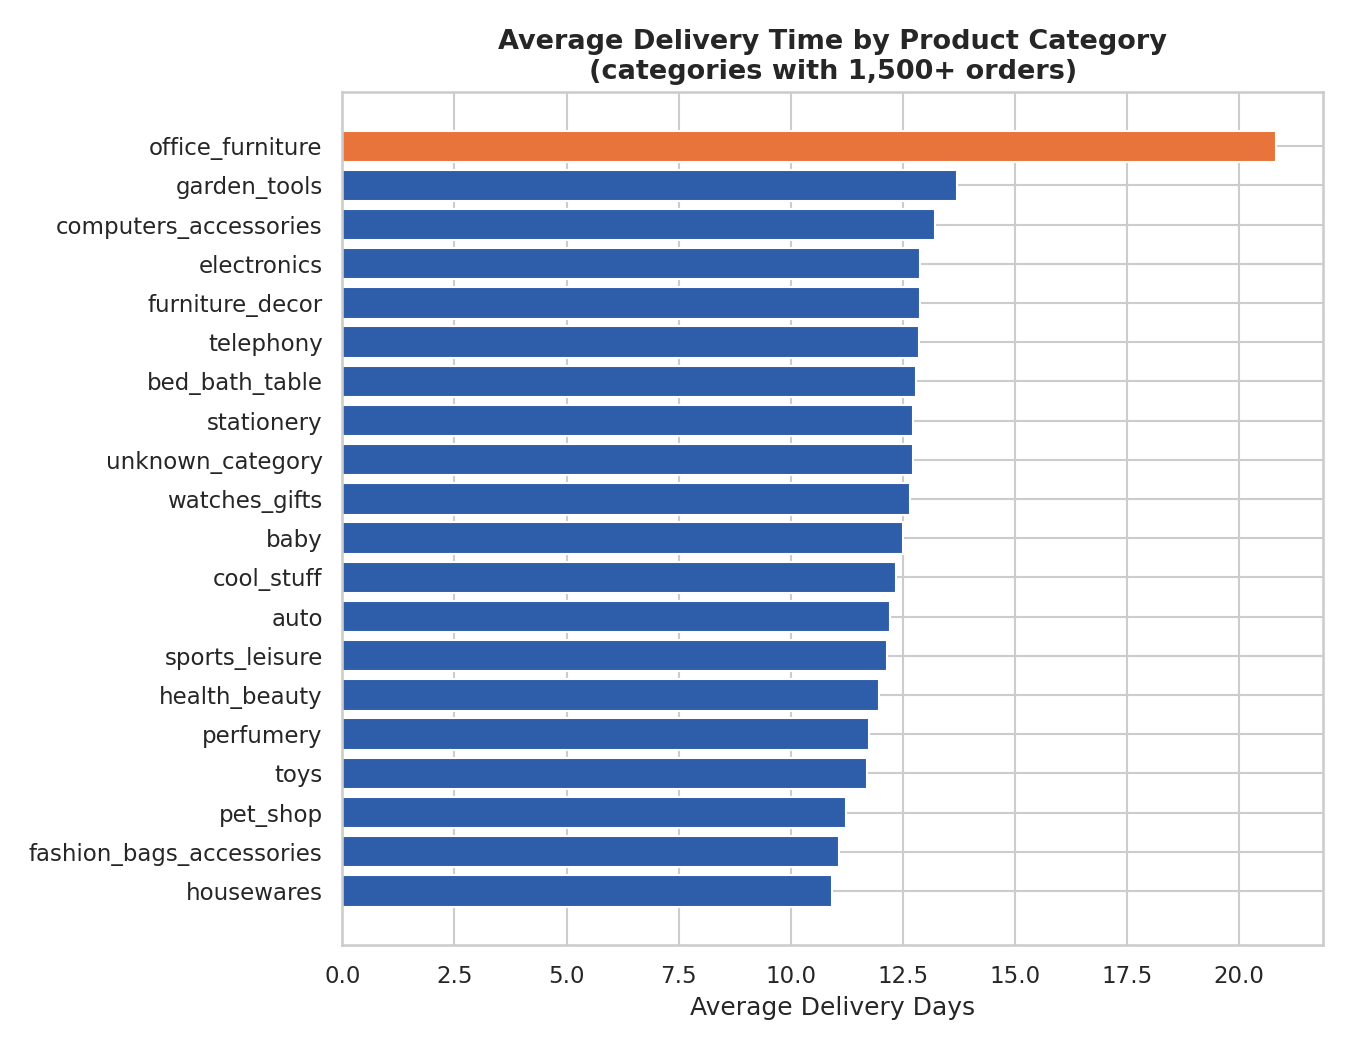 Average Delivery Time by Product Category
(categories with 1,500+ orders)
office_furniture
garden_tools
computers_accessories
electronics
furniture_decor
telephony
bed_bath_table
stationery
unknown_category
watches_gifts
baby
cool_stuff
auto
sports_leisure
health_beauty
perfumery
toys
pet_shop
fashion_bags_accessories
housewares
0.0 2.5 5.0 7.5 10.0 12.5 15.0 17.5 20.0
Average Delivery Days